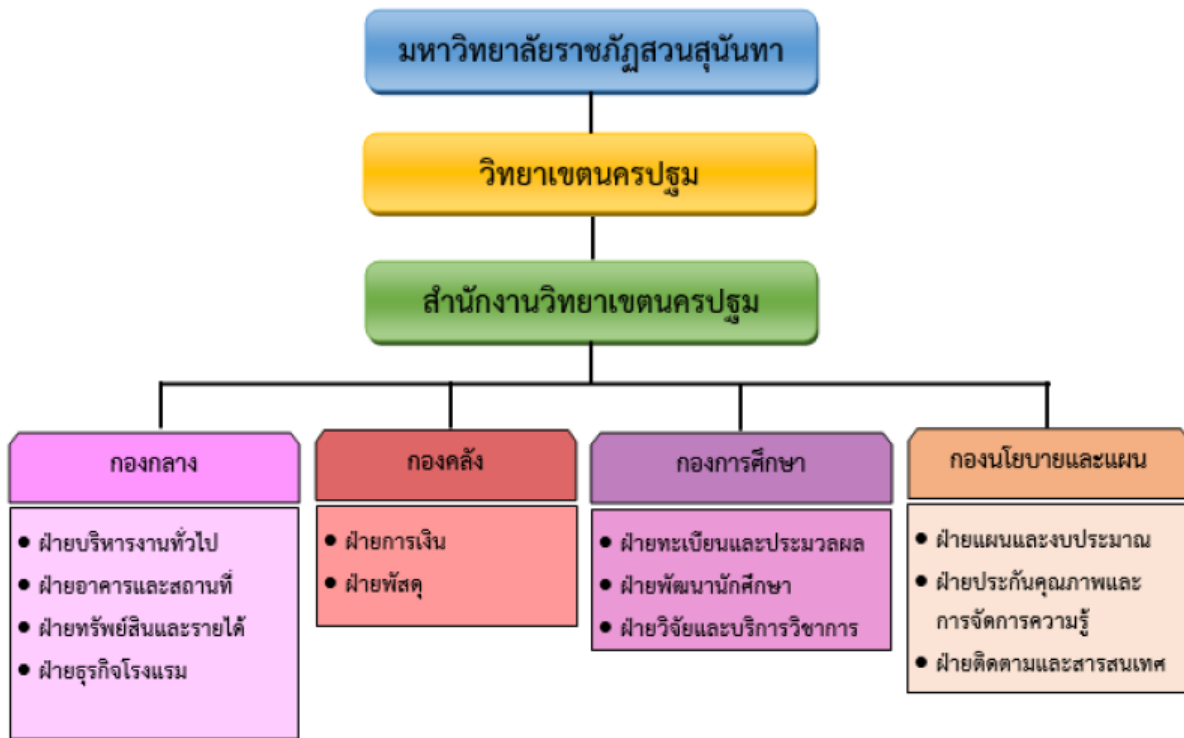 มหาวิทยาลัยราชภัฏสวนสุนันทา
วิทยาเขตนครปฐม
สำนักงานวิทยาเขตนครปฐม
กองกลาง
● ฝ่ายบริหารงานทั่วไป
● ฝ่ายอาคารและสถานที่
● ฝ่ายทรัพย์สินและรายได้
● ฝ่ายธุรกิจโรงแรม
กองคลัง
● ฝ่ายการเงิน
● ฝ่ายพัสดุ
กองการศึกษา
● ฝ่ายทะเบียนและประมวลผล
● ฝ่ายพัฒนานักศึกษา
● ฝ่ายวิจัยและบริการวิชาการ
กองนโยบายและแผน
● ฝ่ายแผนและงบประมาณ
● ฝ่ายประกันคุณภาพและ
การจัดการความรู้
● ฝ่ายติดตามและสารสนเทศ